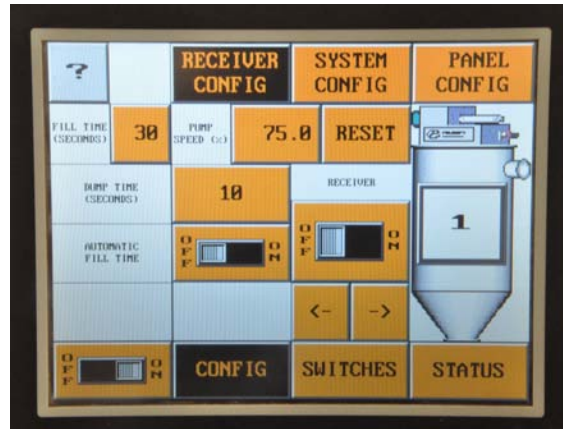 ?
RECEIVER
CONFIG
SYSTEM
CONFIG
PANEL
CONFIG
FILL TIME
(SECONDS)
30
PUMP
SPEED (%)
75.0
RESET
DUMP TIME
(SECONDS)
10
RECEIVER
1
AUTOMATIC
FILL TIME
OFF
ON
OFF
ON
<-
->
OFF
ON
CONFIG
SWITCHES
STATUS